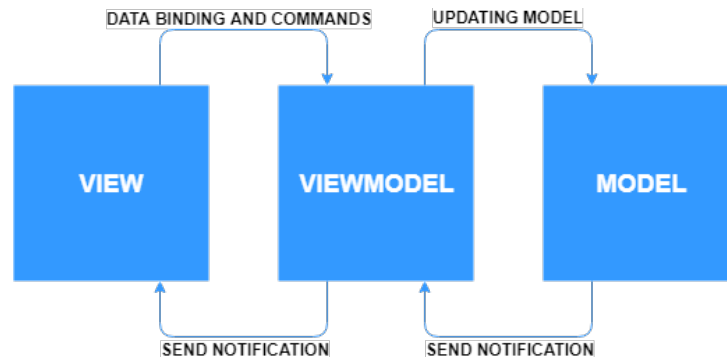 DATA BINDING AND COMMANDS
UPDATING MODEL
VIEW
VIEWMODEL
MODEL
SEND NOTIFICATION
SEND NOTIFICATION